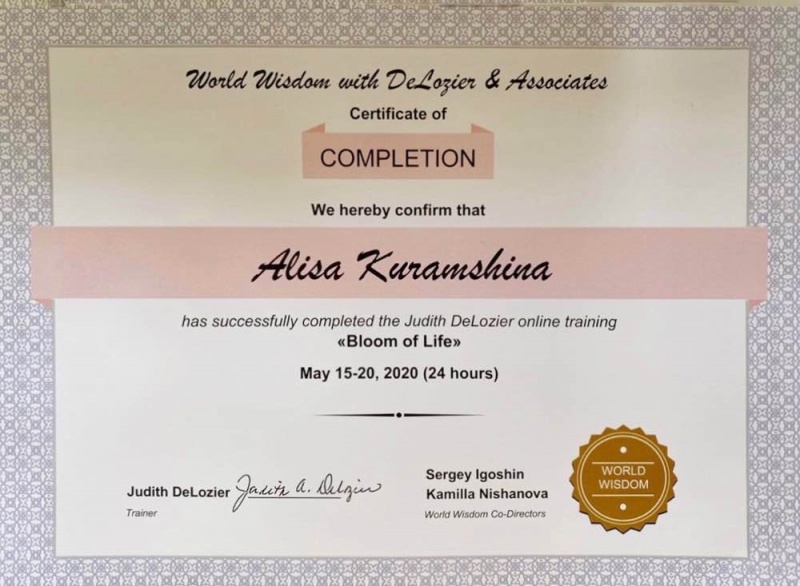 World Wisdom with DeLozier & Associates
Certificate of
COMPLETION
We hereby confirm that
Alisa Kuramshina
has successfully completed the Judith DeLozier online training
«Bloom of Life»
May 15-20, 2020 (24 hours)
Judith DeLozier Judith A. DeLozier
Trainer
Sergey Igoshin
Kamilla Nishanova
World Wisdom Co-Directors
WORLD
WISDOM